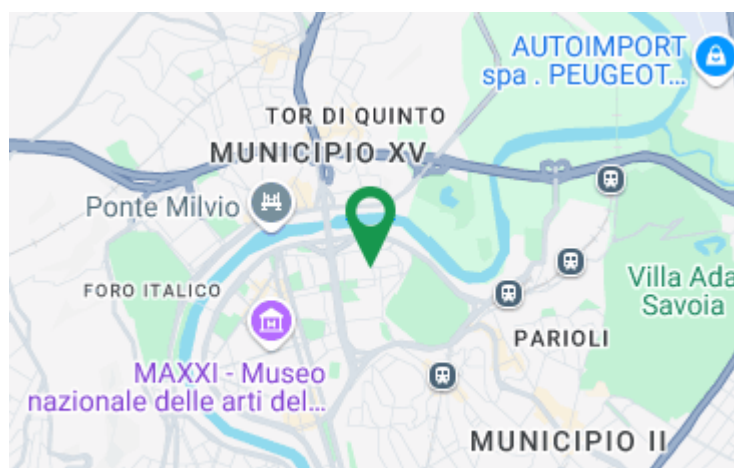 AUTOIMPORT
spa . PEUGEOT...
TOR DI QUINTO
MUNICIPIO XV
Ponte Milvio
FORO ITALICO
Villa Ada
Savoia
PARIOLI
MAXXI - Museo
nazionale delle arti del...
MUNICIPIO II